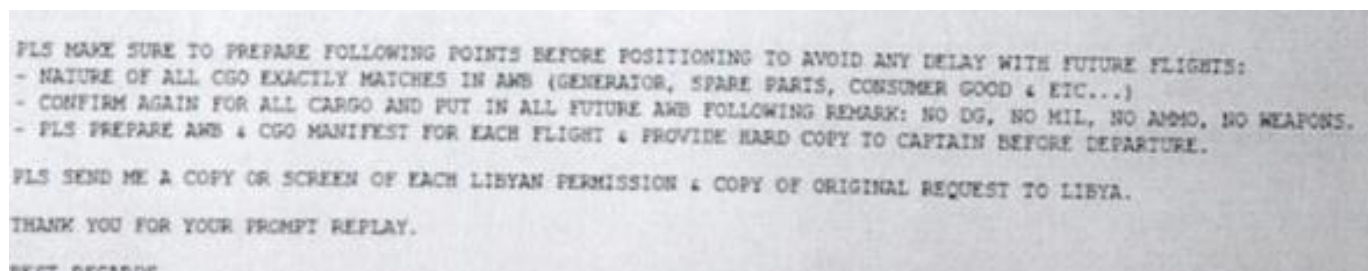 PLS MAKE SURE TO PREPARE FOLLOWING POINTS BEFORE POSITIONING TO AVOID ANY DELAY WITH FUTURE FLIGHTS:
- NATURE OF ALL CGO EXACTLY MATCHES IN AWB (GENERATOR, SPARE PARTS, CONSUMER GOOD & ETC...)
- CONFIRM AGAIN FOR ALL CARGO AND PUT IN ALL FUTURE AWB FOLLOWING REMARK: NO DG, NO MIL, NO AMMO, NO WEAPONS.
- PLS PREPARE AWB & CGO MANIFEST FOR EACH FLIGHT & PROVIDE HARD COPY TO CAPTAIN BEFORE DEPARTURE.
PLS SEND ME A COPY OR SCREEN OF EACH LIBYAN PERMISSION & COPY OF ORIGINAL REQUEST TO LIBYA.
THANK YOU FOR YOUR PROMPT REPLAY.
BEST REGARDS